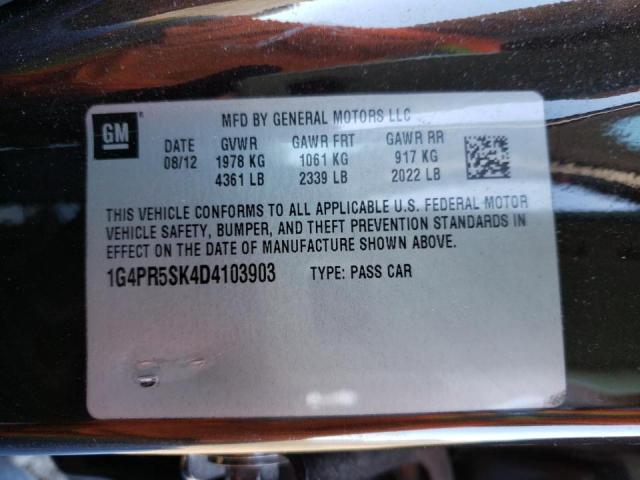 GM
MFD BY GENERAL MOTORS LLC
DATE GVWR GAWR FRT GAWR RR
08/12 1978 KG 1061 KG 917 KG
4361 LB 2339 LB 2022 LB
THIS VEHICLE CONFORMS TO ALL APPLICABLE U.S. FEDERAL MOTOR
VEHICLE SAFETY, BUMPER, AND THEFT PREVENTION STANDARDS IN
EFFECT ON THE DATE OF MANUFACTURE SHOWN ABOVE.
1G4PR5SK4D4103903 TYPE: PASS CAR